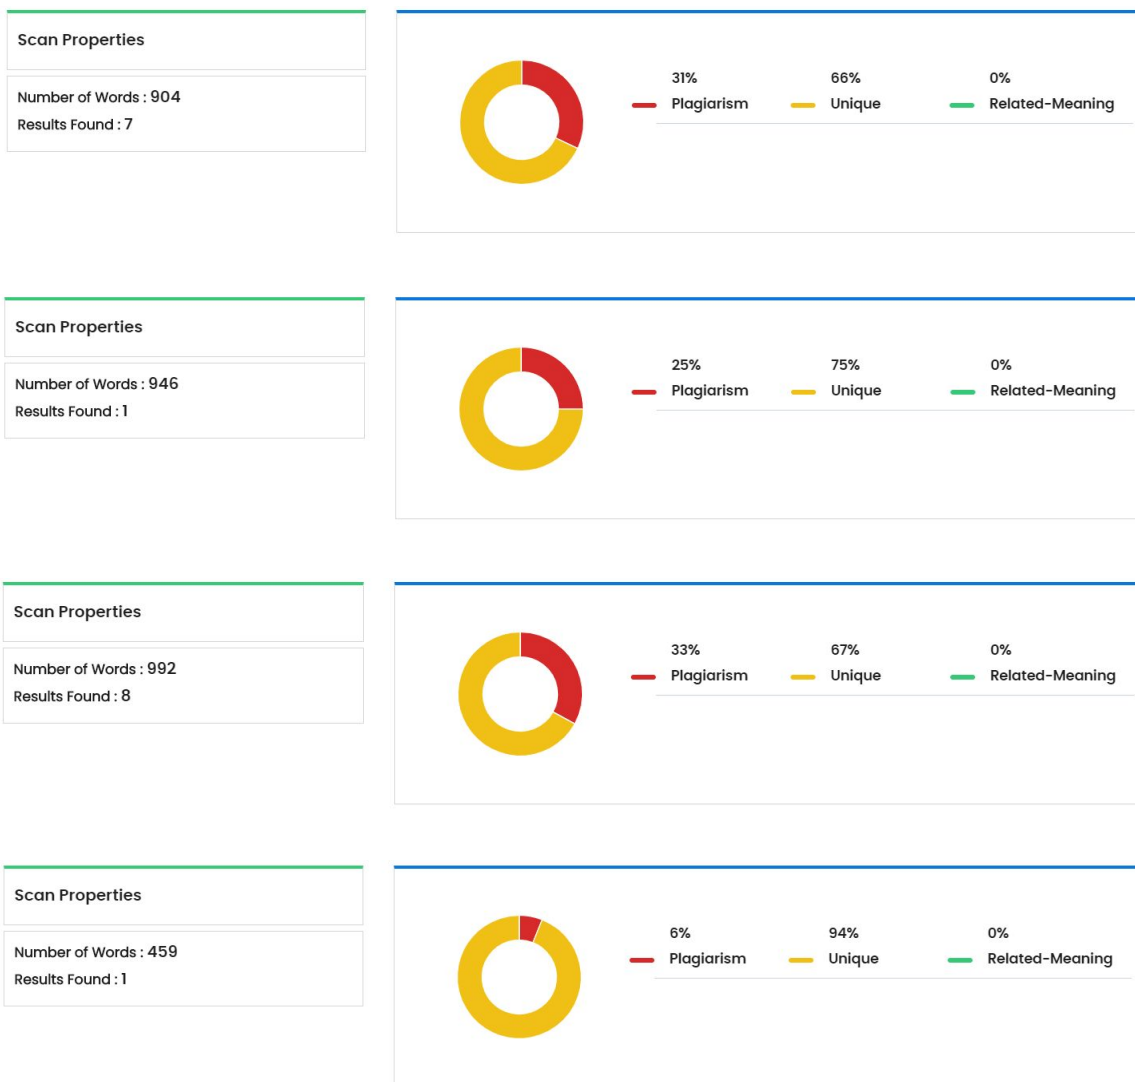 Scan Properties
Number of Words : 904
Results Found : 7
31% 66% 0%
Plagiarism Unique Related-Meaning
Scan Properties
Number of Words : 946
Results Found : 1
25% 75% 0%
Plagiarism Unique Related-Meaning
Scan Properties
Number of Words : 992
Results Found : 8
33% 67% 0%
Plagiarism Unique Related-Meaning
Scan Properties
Number of Words : 459
Results Found : 1
6% 94% 0%
Plagiarism Unique Related-Meaning